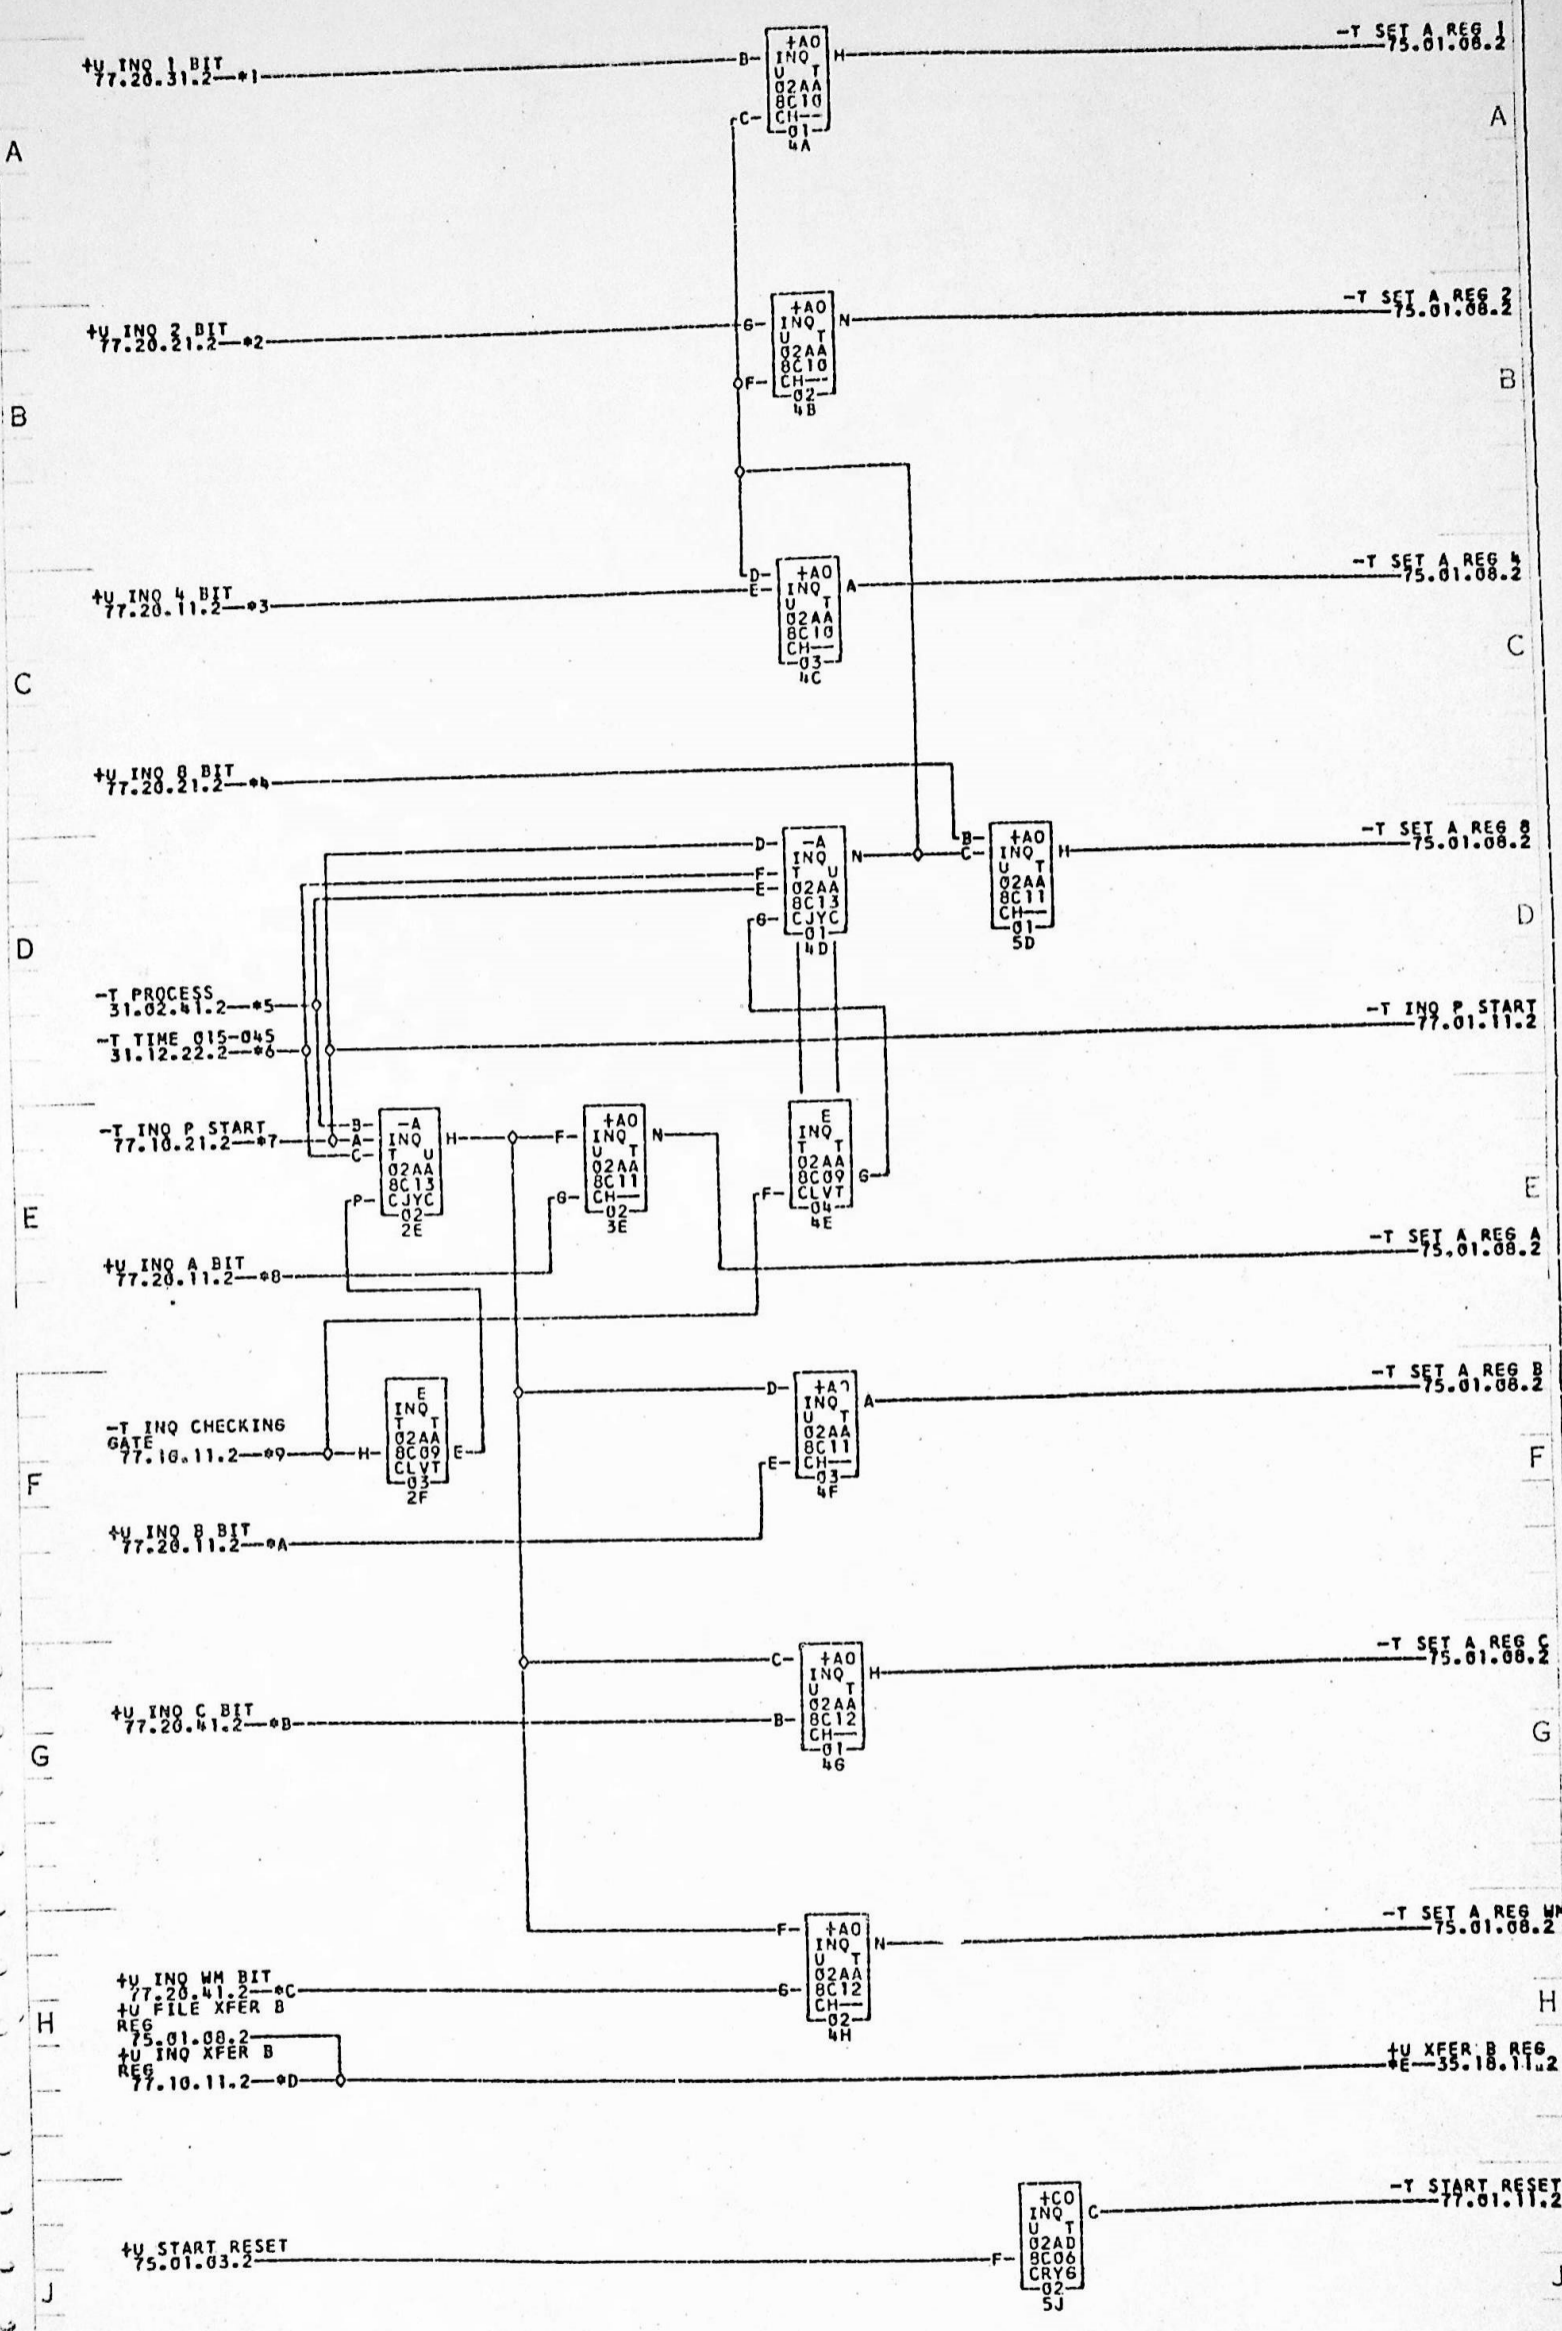 +U INQ 1 BIT
77.20.31.2—*1
B- +AO H
INQ
U T
02AA
8C10
C- CH--
01
4A
-T SET A REG 1
75.01.08.2
A
A
+U INQ 2 BIT
77.20.21.2—*2
+AO
G- INQ N
U T
02AA
8C10
F- CH--
02
4B
-T SET A REG 2
75.01.08.2
B
B
+U INQ 4 BIT
77.20.11.2—*3
D- +AO
E- INQ A
U T
02AA
8C10
CH--
03
4C
-T SET A REG 4
75.01.08.2
C
C
+U INQ 8 BIT
77.20.21.2—*4
D- -A
INQ N
F- T U
E- 02AA
8C13
G- CJYC
01
4D
B- +AO
C- INQ H
U T
02AA
8C11
CH--
01
5D
-T SET A REG 8
75.01.08.2
D
D
-T PROCESS
31.02.41.2—*5
-T TIME 015-045
31.12.22.2—*6
-T INQ P START
77.01.11.2
-T INQ P START
77.10.21.2—*7
B- -A
A- INQ H
C- T U
02AA
8C13
P- CJYC
02
2E
+AO
F- INQ N
U T
02AA
8C11
G- CH--
02
3E
E
INQ
T T
02AA
8C09 G
F- CLVT
04
4E
E
E
+U INQ A BIT
77.20.11.2—*8
-T SET A REG A
75.01.08.2
-T INQ CHECKING
GATE
77.10.11.2—*9
E
INQ
T T
02AA
H- 8C09 E
CLVT
03
2F
D- +A
INQ A
U T
02AA
8C11
E- CH--
03
4F
-T SET A REG B
75.01.08.2
F
F
+U INQ B BIT
77.20.11.2—*A
C- +AO
INQ H
U T
02AA
B- 8C12
CH--
01
4G
-T SET A REG C
75.01.08.2
+U INQ C BIT
77.20.41.2—*B
G
G
F- +AO
INQ N
U T
02AA
G- 8C12
CH--
02
4H
-T SET A REG WM
75.01.08.2
+U INQ WM BIT
77.20.41.2—*C
+U FILE XFER B
REG
75.01.08.2
+U INQ XFER B
REG
77.10.11.2—*D
H
H
+U XFER B REG
*E—35.18.11.2
+CO
INQ C
U T
02AD
F- 8C06
CRYG
02
5J
-T START RESET
77.01.11.2
+U START RESET
75.01.03.2
J
J